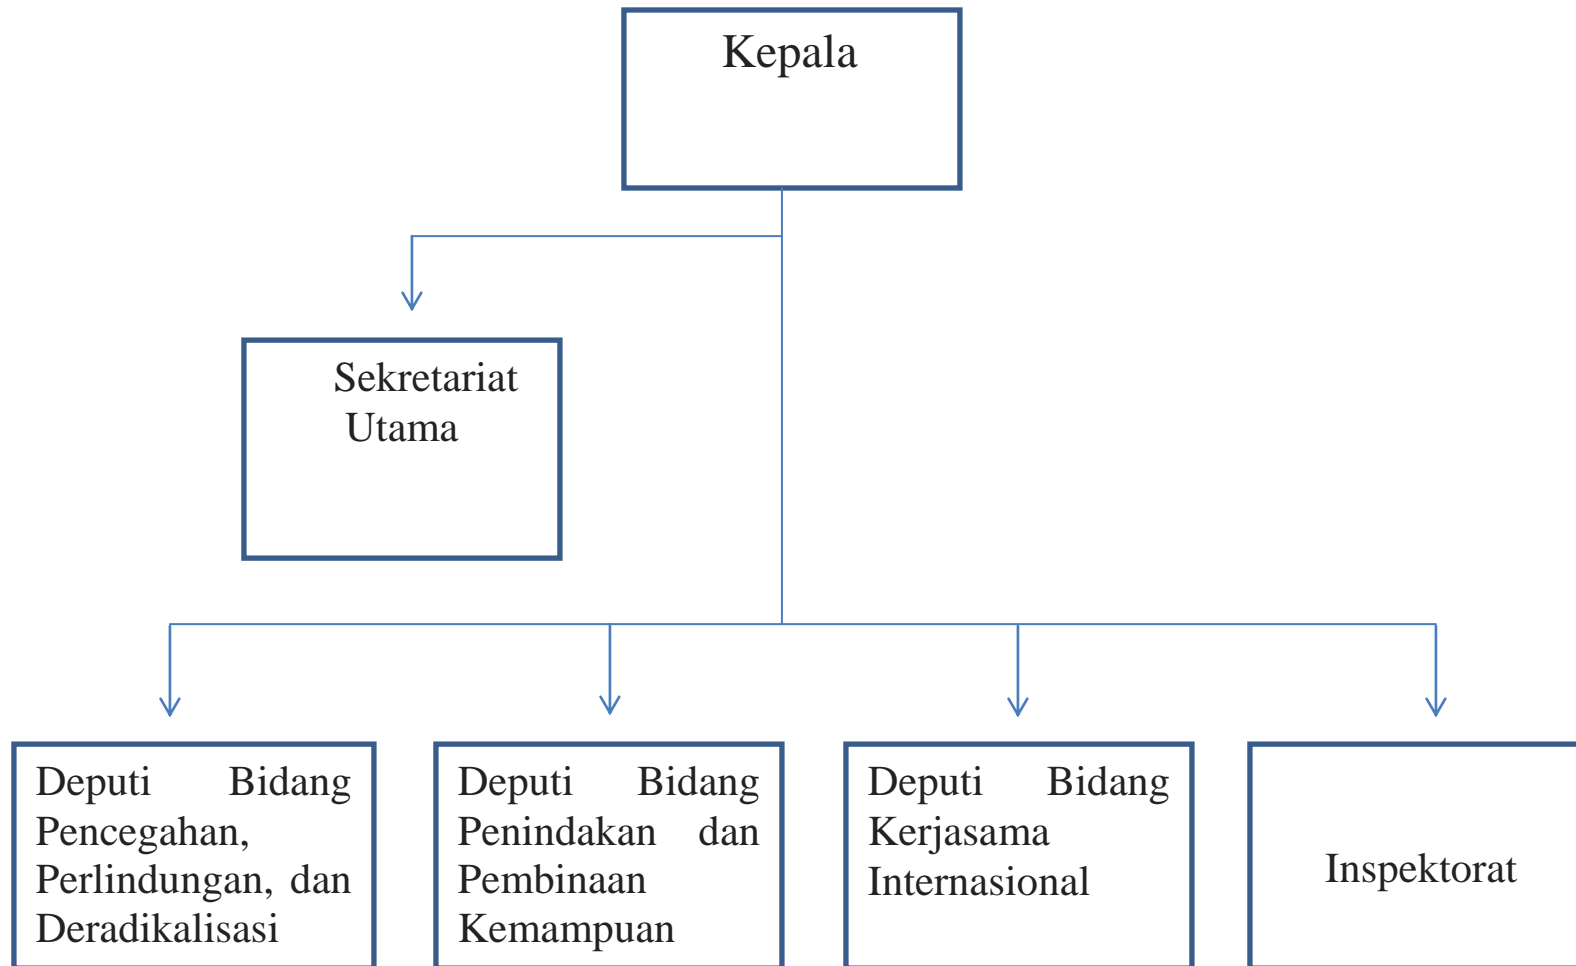 Kepala
Sekretariat
Utama
Deputi Bidang
Pencegahan,
Perlindungan, dan
Deradikalisasi
Deputi Bidang
Penindakan dan
Pembinaan
Kemampuan
Deputi Bidang
Kerjasama
Internasional
Inspektorat